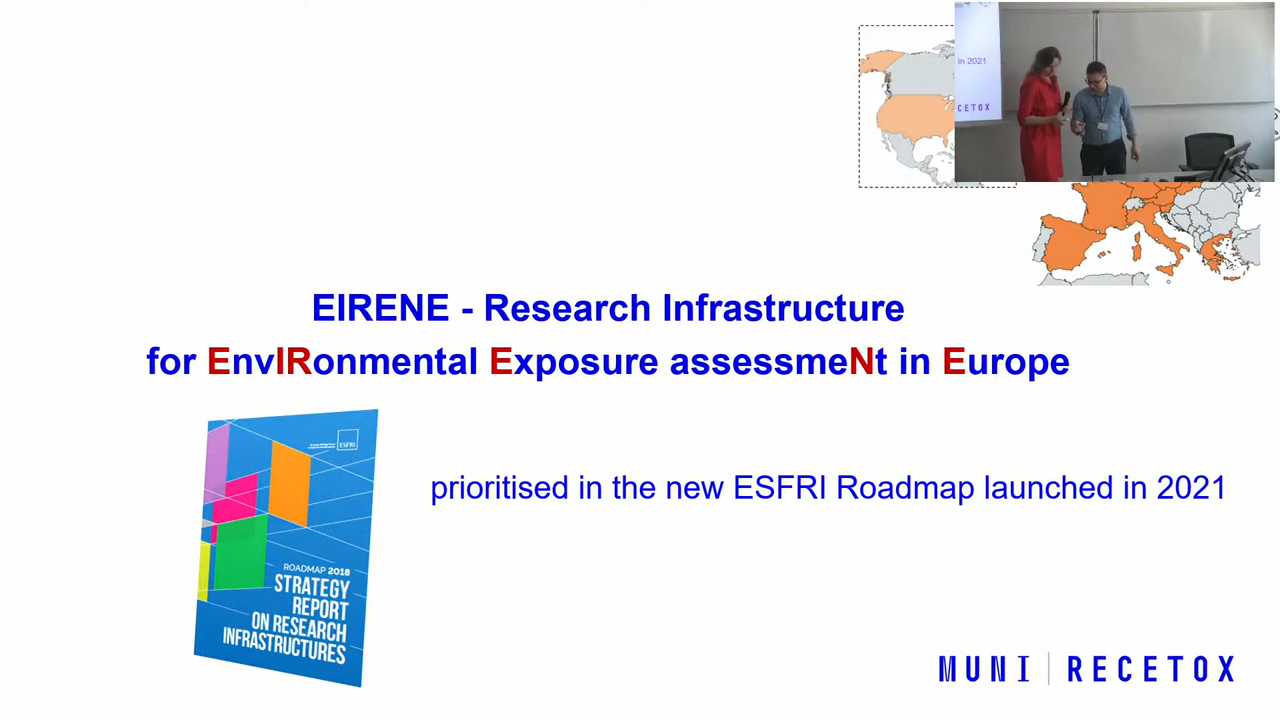 in 2021
CETOX
EIRENE - Research Infrastructure
for EnvIRonmental Exposure assessmeNt in Europe
ESFRI
prioritised in the new ESFRI Roadmap launched in 2021
ROADMAP 2018
STRATEGY
REPORT
ON RESEARCH
INFRASTRUCTURES
MUNI | RECETOX